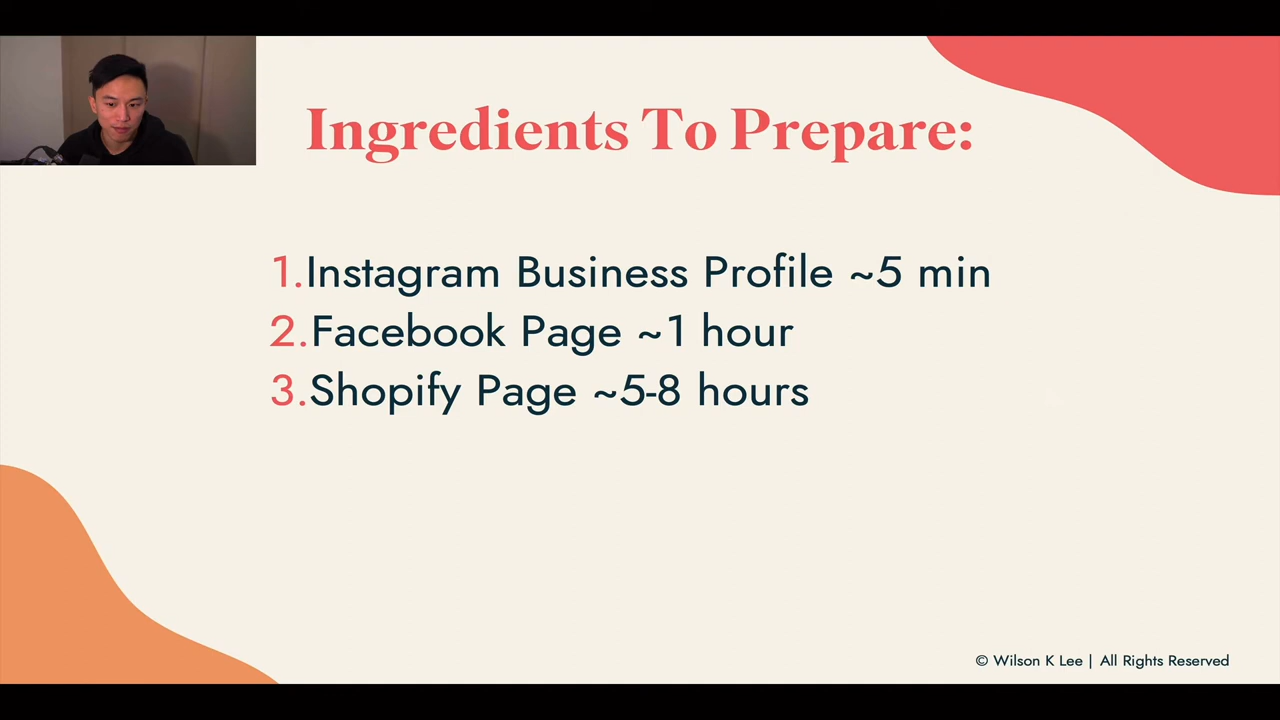 Ingredients To Prepare:
1.Instagram Business Profile ~5 min
2.Facebook Page ~1 hour
3.Shopify Page ~5-8 hours
© Wilson K Lee | All Rights Reserved